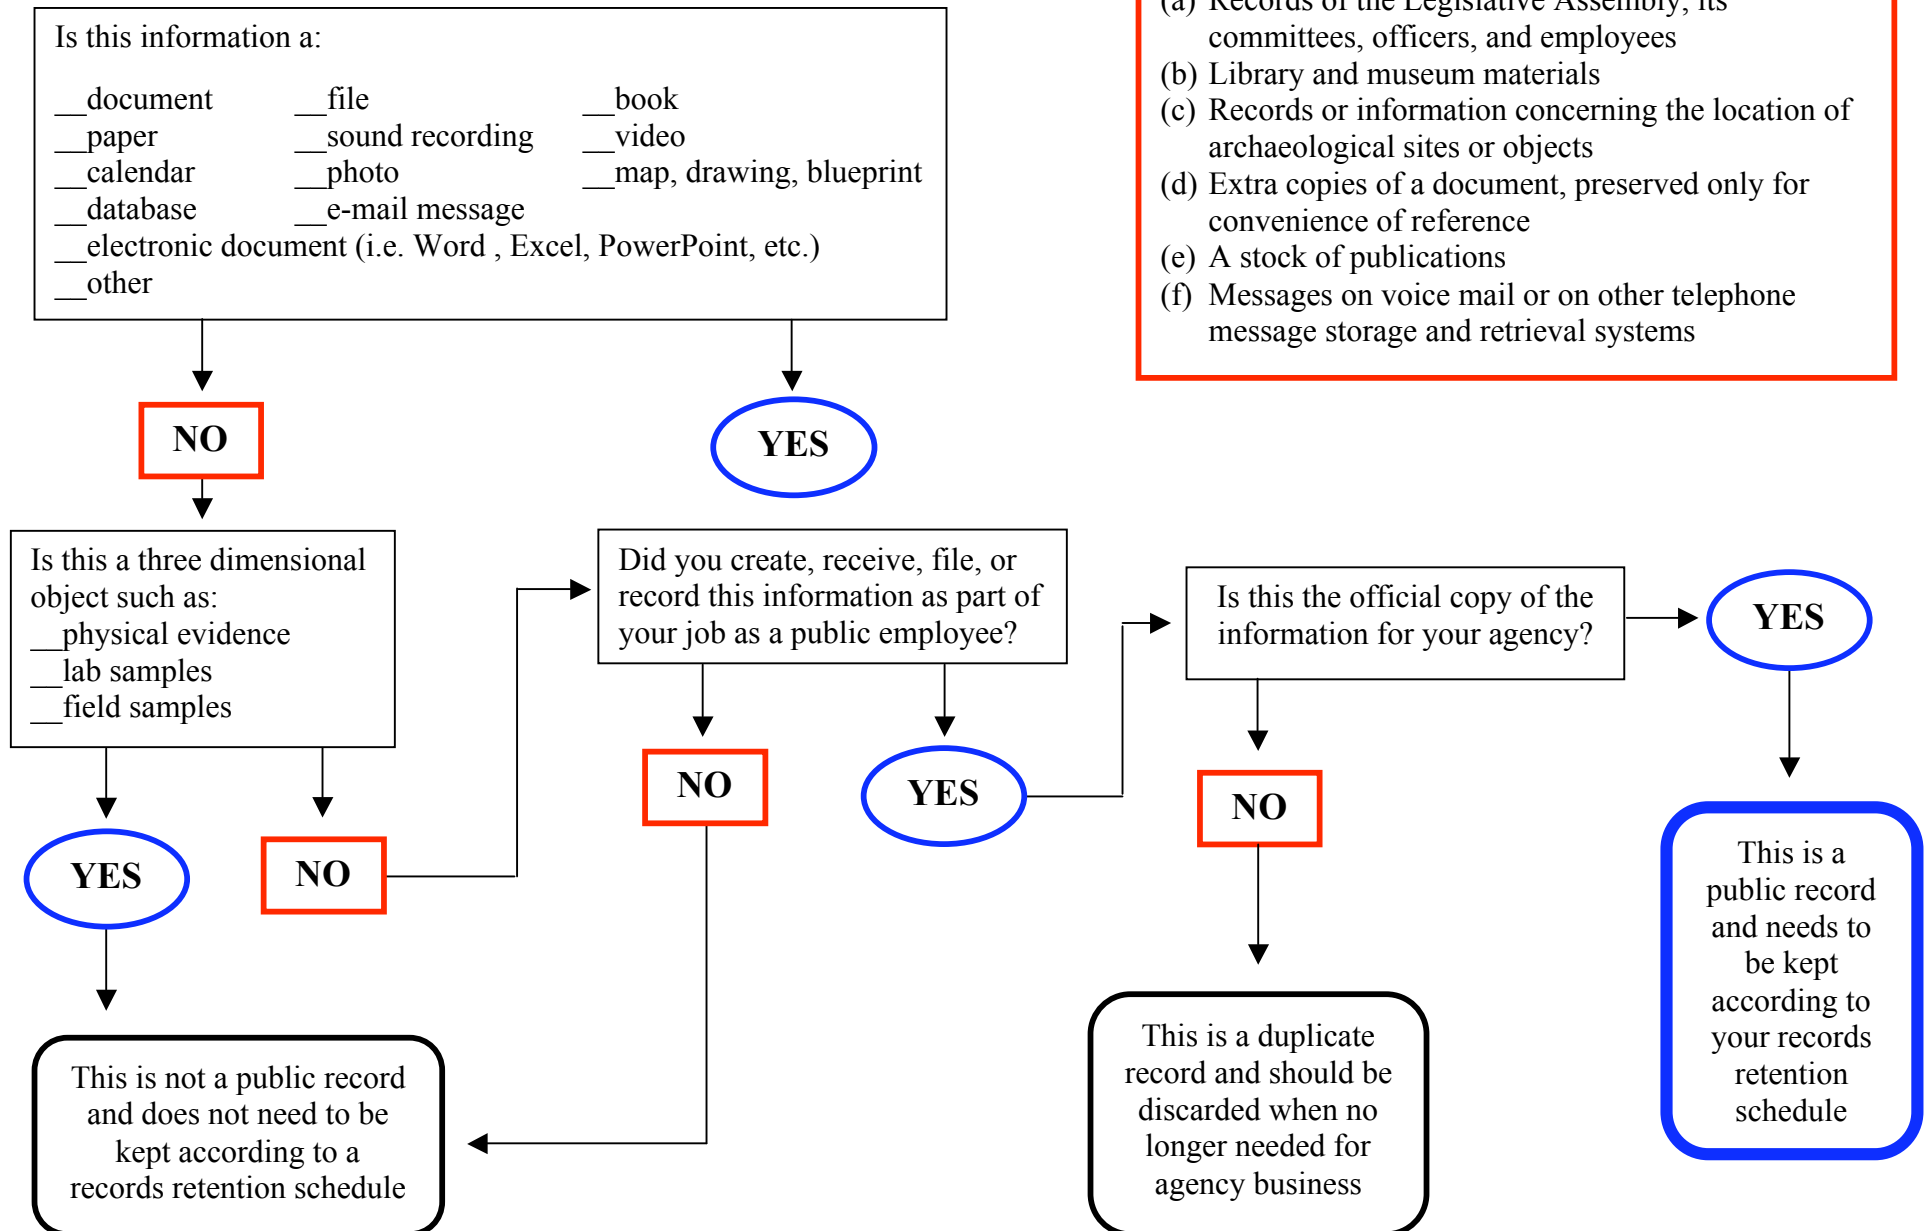 Is this information a:
__document __file __book
__paper __sound recording __video
__calendar __photo __map, drawing, blueprint
__database __e-mail message
__electronic document (i.e. Word , Excel, PowerPoint, etc.)
__other
(a) Records of the Legislative Assembly, its
committees, officers, and employees
(b) Library and museum materials
(c) Records or information concerning the location of
archaeological sites or objects
(d) Extra copies of a document, preserved only for
convenience of reference
(e) A stock of publications
(f) Messages on voice mail or on other telephone
message storage and retrieval systems
NO
YES
Is this a three dimensional
object such as:
__physical evidence
__lab samples
__field samples
Did you create, receive, file, or
record this information as part of
your job as a public employee?
Is this the official copy of the
information for your agency?
YES
NO
YES
NO
YES
NO
This is not a public record
and does not need to be
kept according to a
records retention schedule
This is a duplicate
record and should be
discarded when no
longer needed for
agency business
This is a
public record
and needs to
be kept
according to
your records
retention
schedule